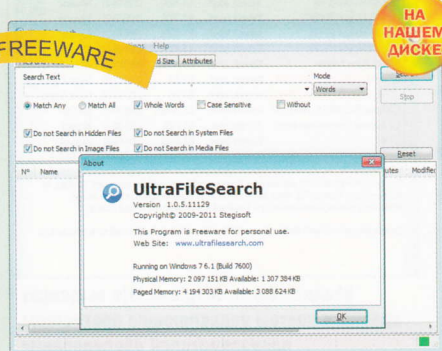 FREEWARE
НА
НАШЕМ
ДИСКЕ
Help
Size Attributes
Search Text
Mode
Words
Match Any Match All Whole Words Case Sensitive Without
Stop
Do not Search in Hidden Files Do not Search in System Files
Do not Search in Image Files Do not Search in Media Files
Reset
Nº Name
About
UltraFileSearch
Version 1.0.5.11129
Copyright© 2009-2011 Stegisoft
This Program is Freeware for personal use.
Web Site: www.ultrafilesearch.com
Running on Windows 7 6.1 (Build 7600)
Physical Memory: 2 097 151 KB Available: 1 307 384 KB
Paged Memory: 4 194 303 KB Available: 3 088 624 KB
OK